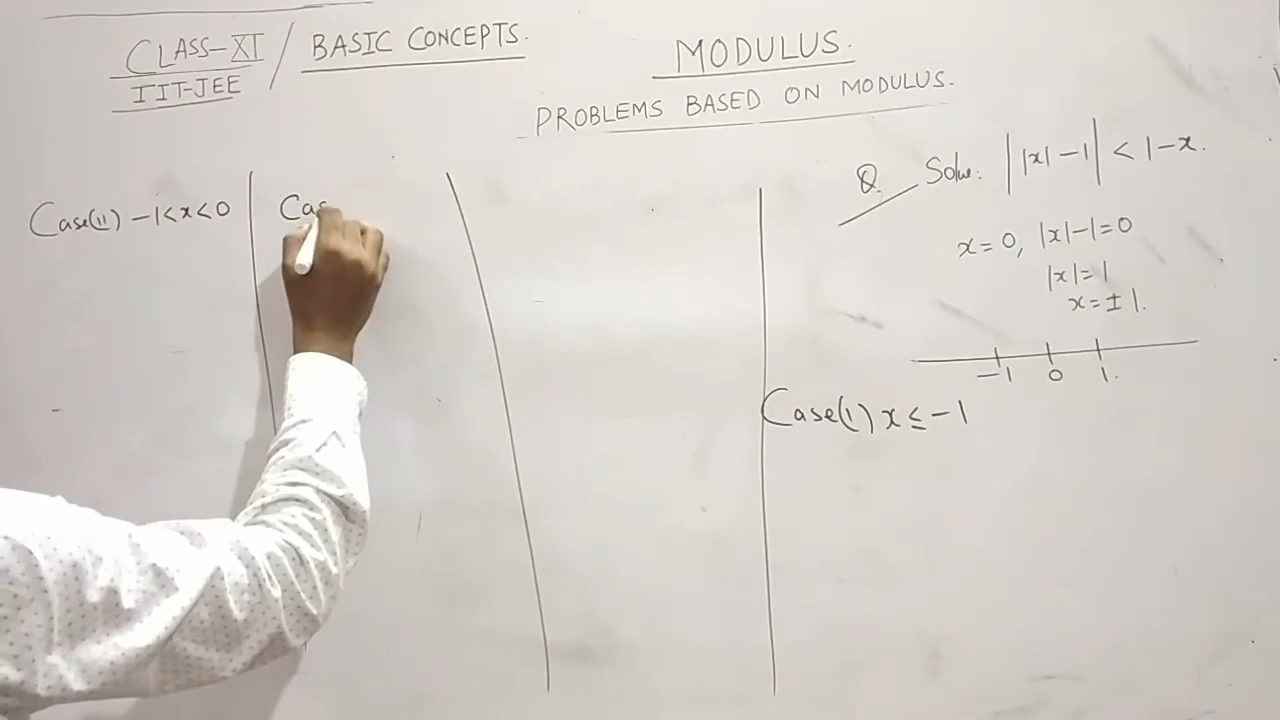 CLASS-XI / BASIC CONCEPTS.
IIT-JEE
MODULUS.
PROBLEMS BASED ON MODULUS.
Q. Solve: ||x|-1| < 1-x.
x=0, |x|-1=0
|x|=1
x=±1.
-1 0 1.
Case(1) x≤-1
Case(11) -1<x<0
Cas